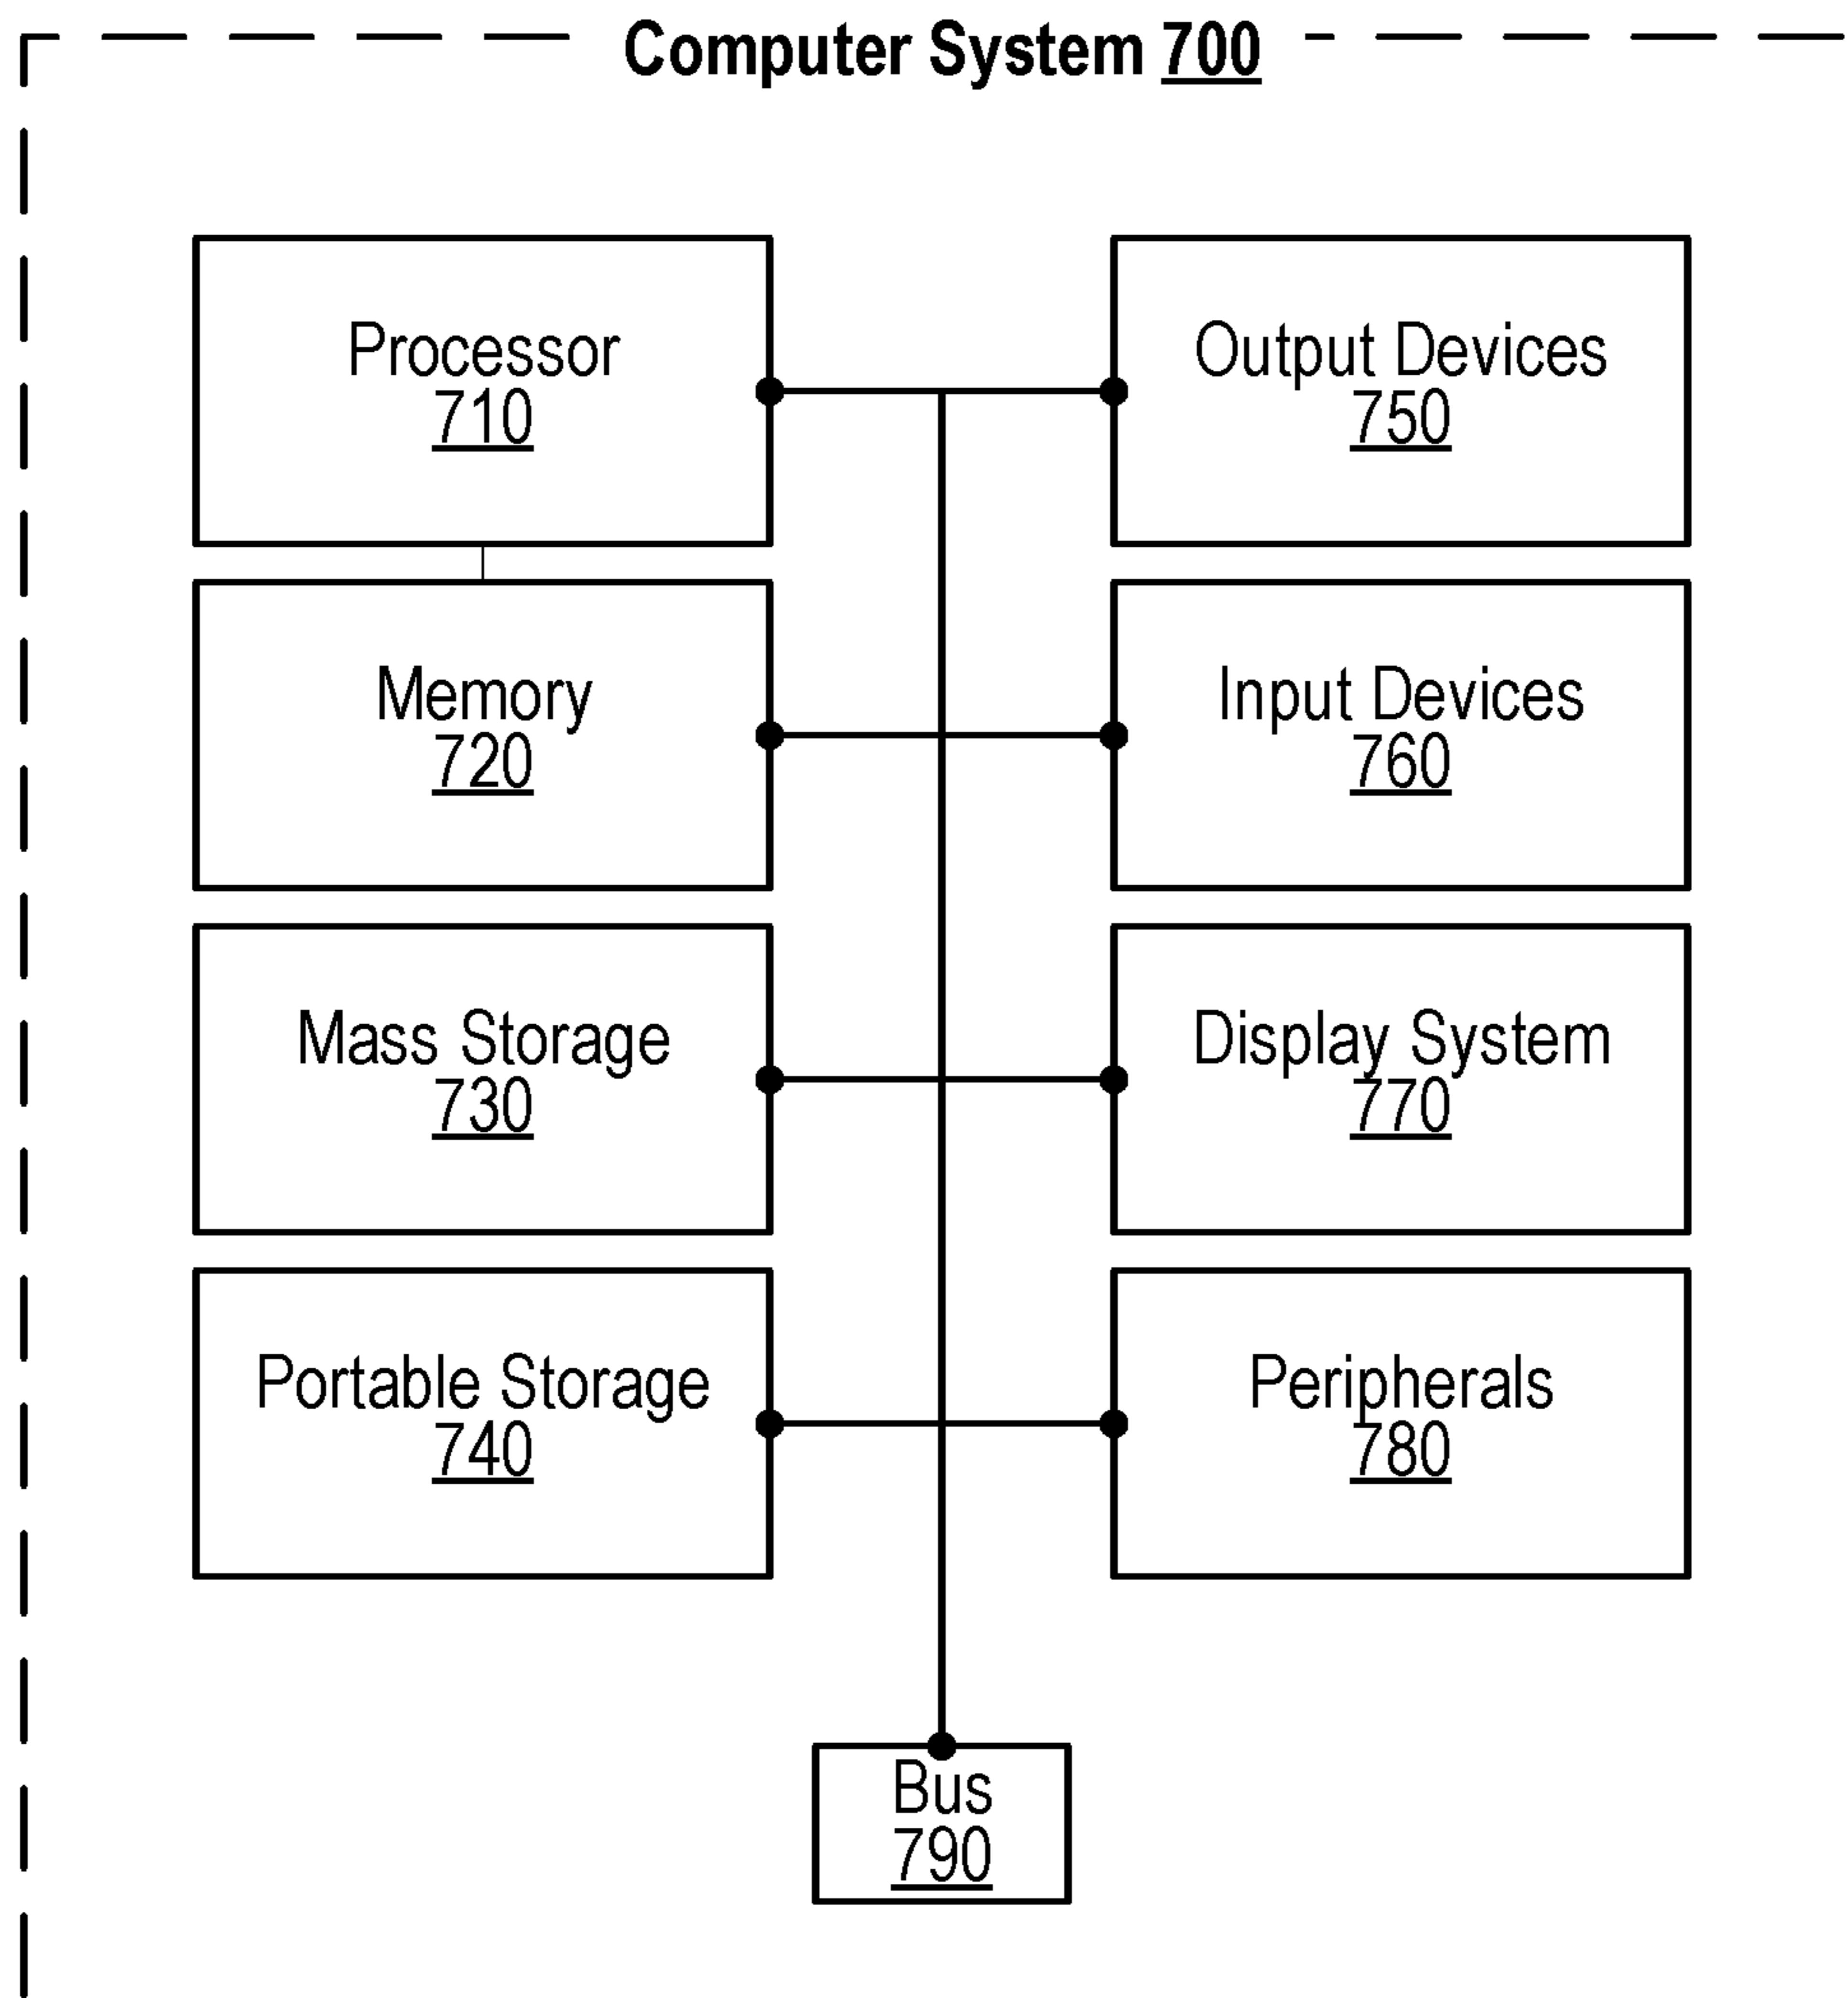 Computer System 700
Processor
710
Output Devices
750
Memory
720
Input Devices
760
Mass Storage
730
Display System
770
Portable Storage
740
Peripherals
780
Bus
790